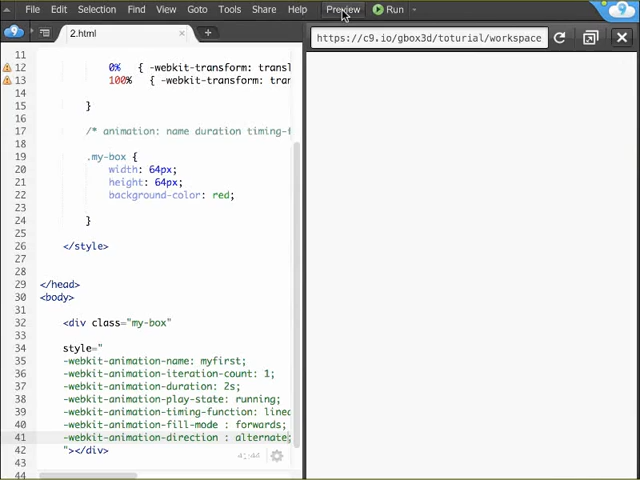 File Edit Selection Find View Goto Tools Share Help Preview Run
9 2.html × + https://c9.io/gbox3d/toturial/workspace
11
12 0% { -webkit-transform: transl
13 100% { -webkit-transform: tran
14
15 }
16
17 /* animation: name duration timing-f
18
19 .my-box {
20 width: 64px;
21 height: 64px;
22 background-color: red;
23
24 }
25
26 </style>
27
28
29 </head>
30 <body>
31
32 <div class="my-box"
33
34 style="
35 -webkit-animation-name: myfirst;
36 -webkit-animation-iteration-count: 1;
37 -webkit-animation-duration: 2s;
38 -webkit-animation-play-state: running;
39 -webkit-animation-timing-function: linea
40 -webkit-animation-fill-mode : forwards;
41 -webkit-animation-direction : alternate;
42 "></div>
43 41:44
44